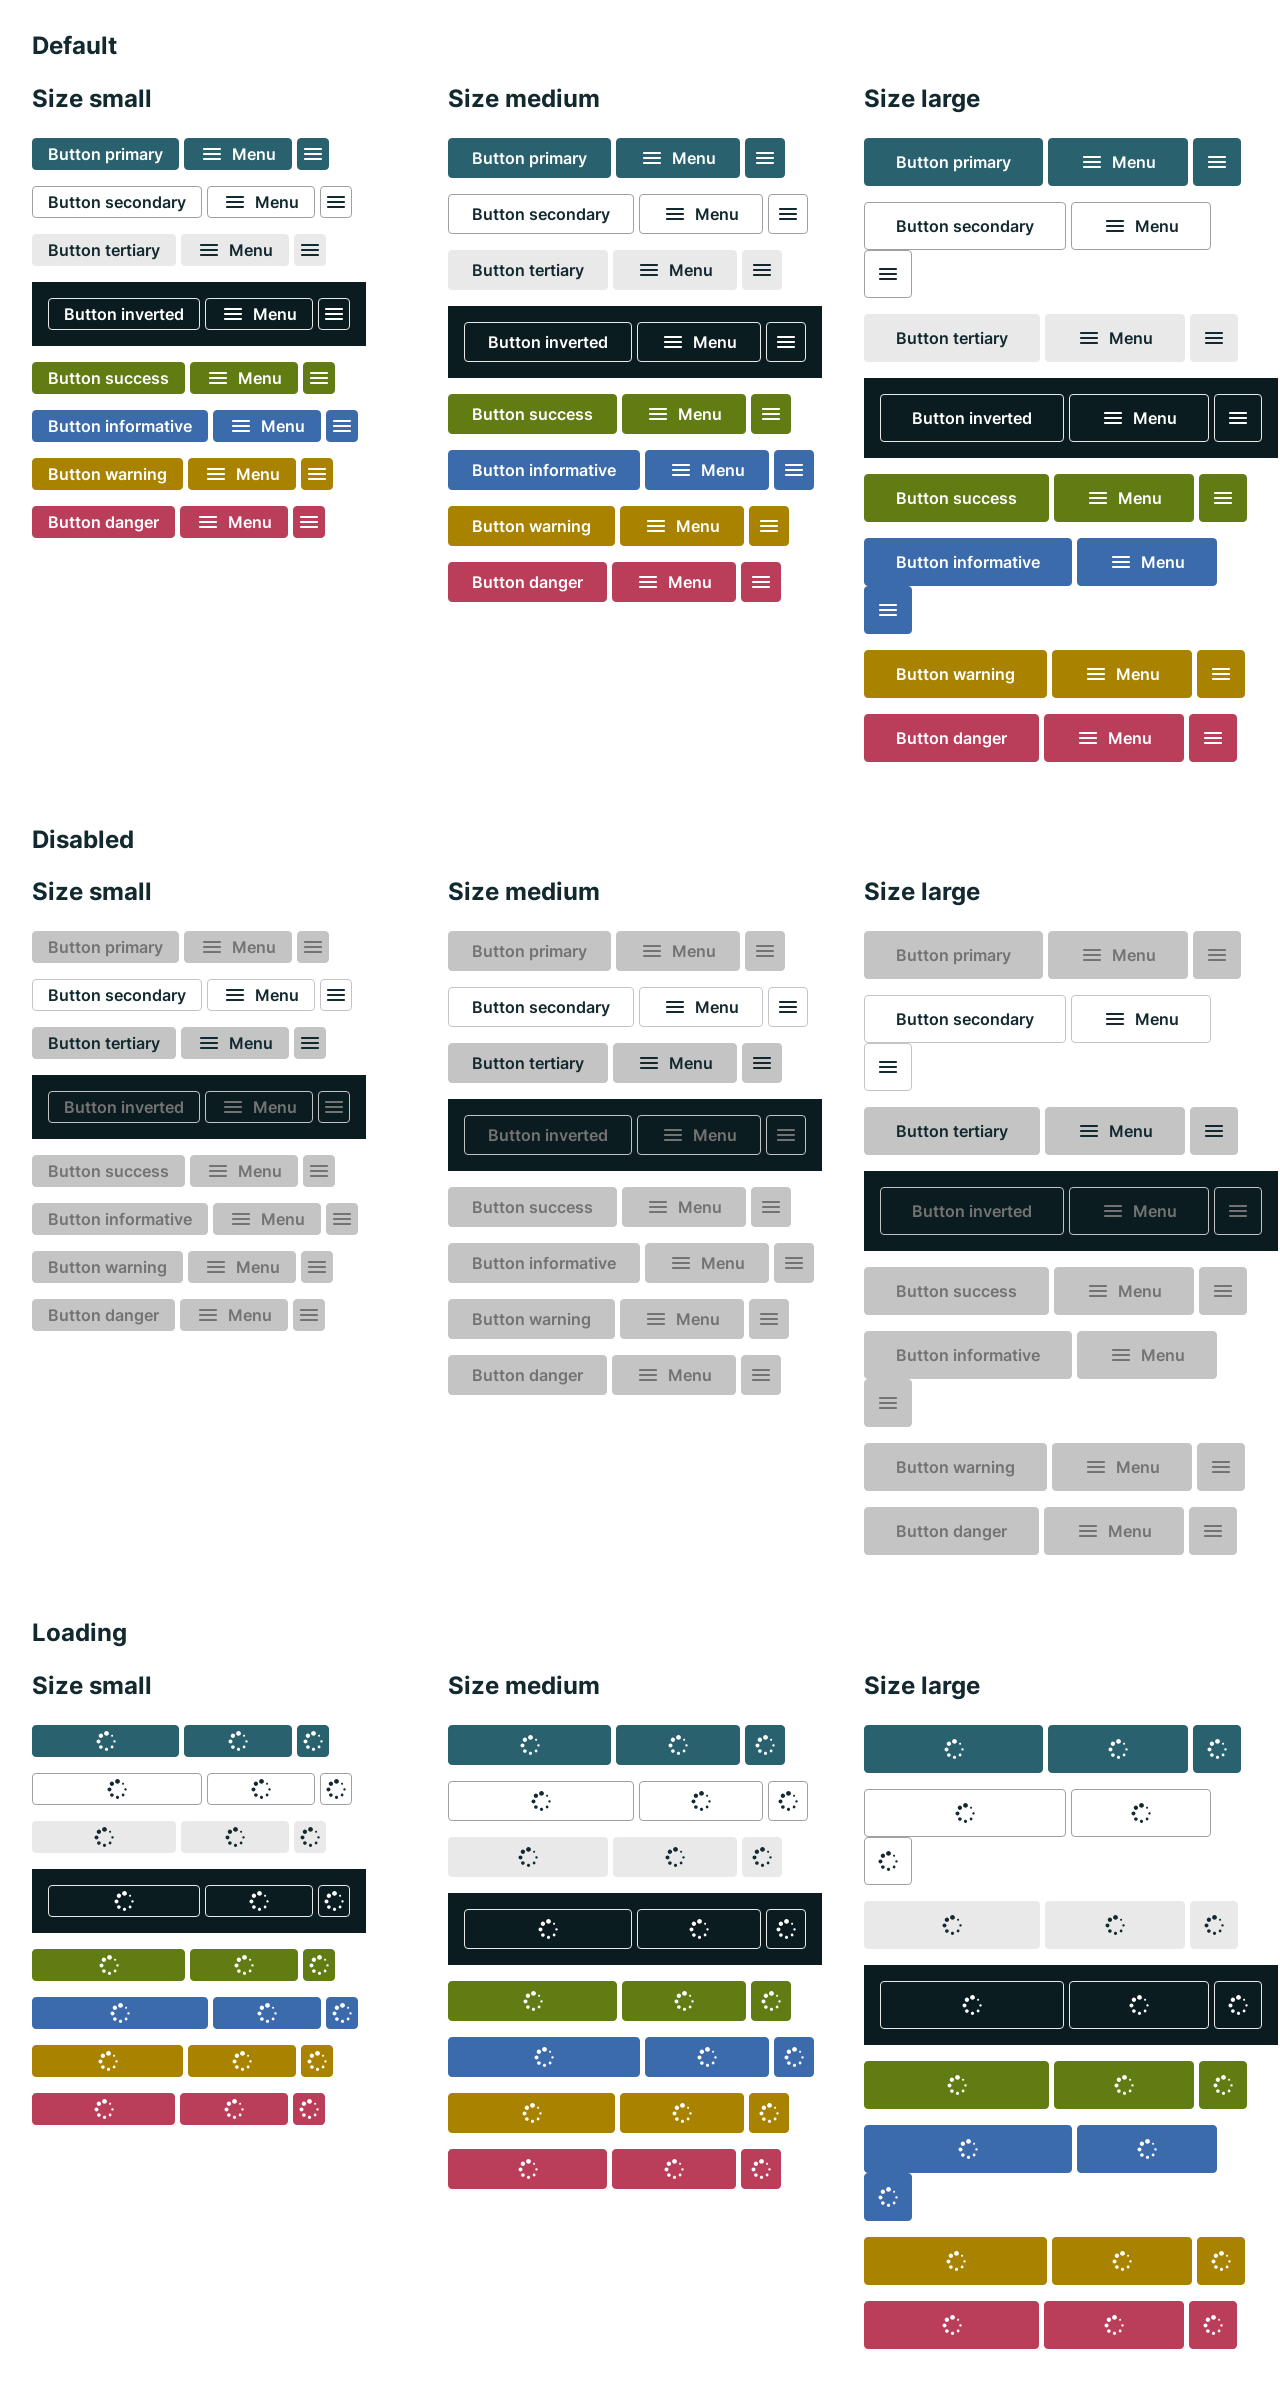 Default
Size small
Button primary Menu
Button secondary Menu
Button tertiary Menu
Button inverted Menu
Button success Menu
Button informative Menu
Button warning Menu
Button danger Menu
Size medium
Button primary Menu
Button secondary Menu
Button tertiary Menu
Button inverted Menu
Button success Menu
Button informative Menu
Button warning Menu
Button danger Menu
Size large
Button primary Menu
Button secondary Menu
Button tertiary Menu
Button inverted Menu
Button success Menu
Button informative Menu
Button warning Menu
Button danger Menu
Disabled
Size small
Button primary Menu
Button secondary Menu
Button tertiary Menu
Button inverted Menu
Button success Menu
Button informative Menu
Button warning Menu
Button danger Menu
Size medium
Button primary Menu
Button secondary Menu
Button tertiary Menu
Button inverted Menu
Button success Menu
Button informative Menu
Button warning Menu
Button danger Menu
Size large
Button primary Menu
Button secondary Menu
Button tertiary Menu
Button inverted Menu
Button success Menu
Button informative Menu
Button warning Menu
Button danger Menu
Loading
Size small
Size medium
Size large